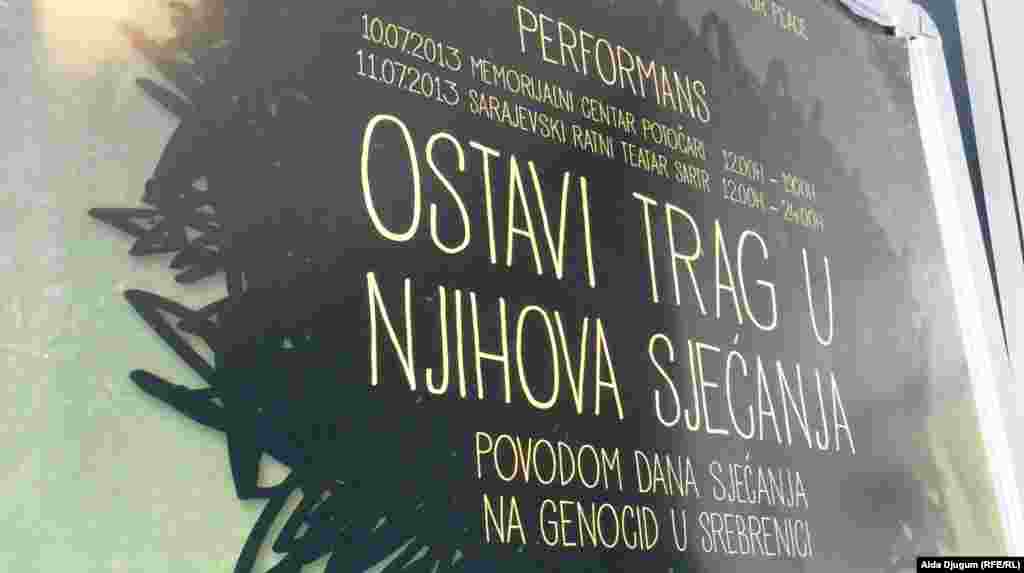 PEACE
PERFORMANS
10.07.2013 MEMORIJALNI CENTAR POTOČARI 12:00H - 19:00H
11.07.2013 SARAJEVSKI RATNI TEATAR SARTR 12:00H - 24:00H
OSTAVI TRAG U
NJIHOVA SJEĆANJA
POVODOM DANA SJEĆANJA
NA GENOCID U SREBRENICI
Aida Djugum (RFE/RL)